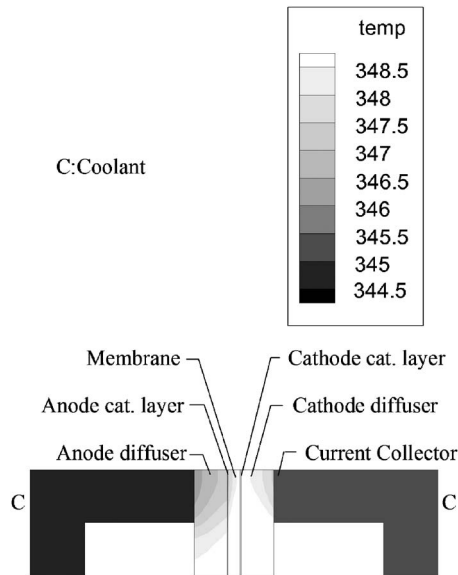 temp
348.5
348
347.5
347
346.5
346
345.5
345
344.5
C:Coolant
Membrane
Cathode cat. layer
Anode cat. layer
Cathode diffuser
Anode diffuser
Current Collector
C
C